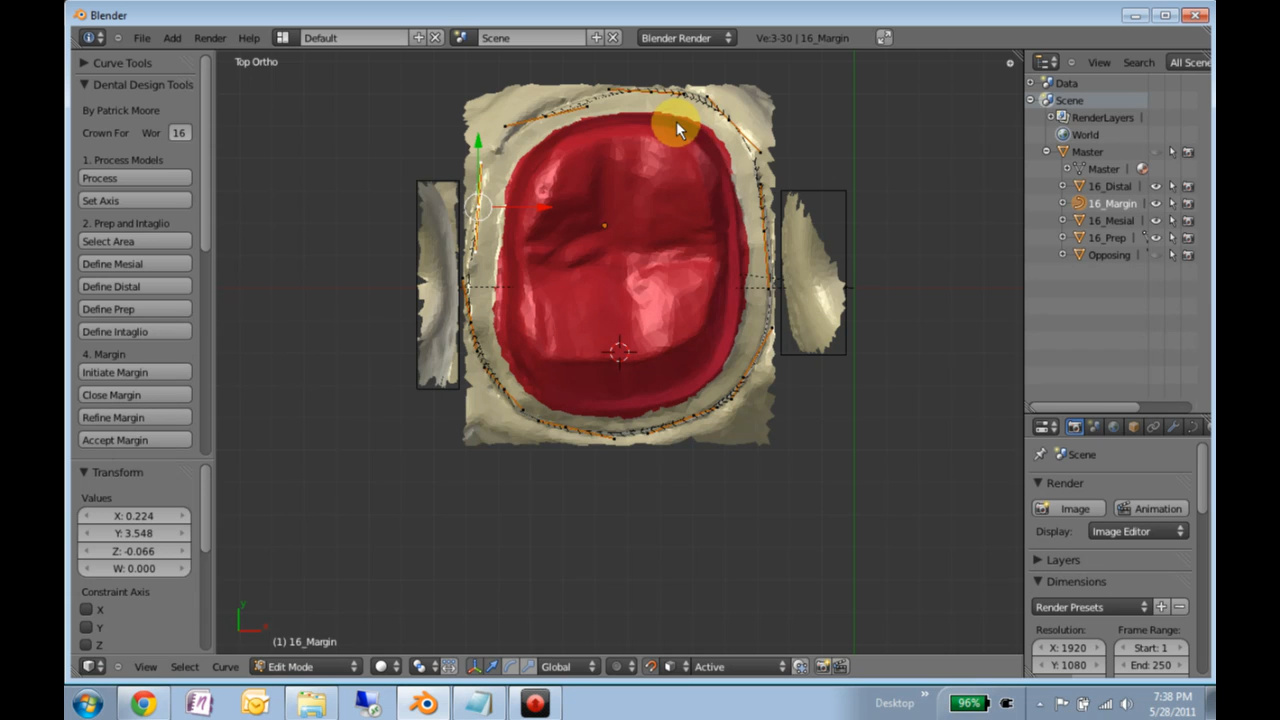 Blender
File Add Render Help Default Scene Blender Render Ve:3-30 | 16_Margin
Curve Tools
Dental Design Tools
By Patrick Moore
Crown For Wor 16
1. Process Models
Process
Set Axis
2. Prep and Intaglio
Select Area
Define Mesial
Define Distal
Define Prep
Define Intaglio
4. Margin
Initiate Margin
Close Margin
Refine Margin
Accept Margin
Transform
Values
X: 0.224
Y: 3.548
Z: -0.066
W: 0.000
Constraint Axis
X
Y
Z
Top Ortho
y
x
(1) 16_Margin
View Select Curve Edit Mode Global Active
View Search All Scene
Data
Scene
RenderLayers
World
Master
Master
16_Distal
16_Margin
16_Mesial
16_Prep
Opposing
Scene
Render
Image Animation
Display: Image Editor
Layers
Dimensions
Render Presets
Resolution: Frame Range:
X: 1920 Start: 1
Y: 1080 End: 250
Desktop » 96% 7:38 PM
5/28/2011